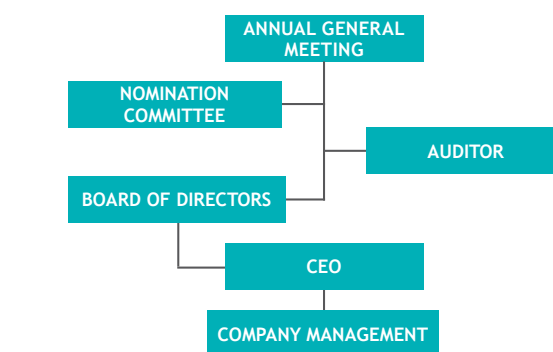 ANNUAL GENERAL
MEETING
NOMINATION
COMMITTEE
AUDITOR
BOARD OF DIRECTORS
CEO
COMPANY MANAGEMENT